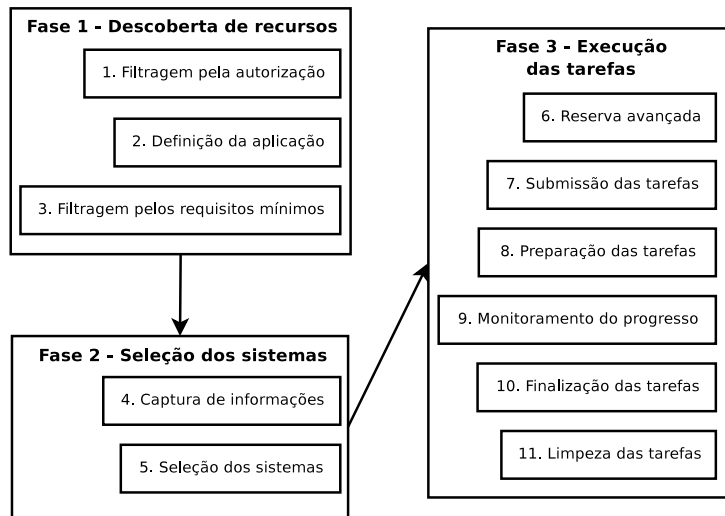 Fase 1 - Descoberta de recursos
1. Filtragem pela autorização
2. Definição da aplicação
3. Filtragem pelos requisitos mínimos
Fase 2 - Seleção dos sistemas
4. Captura de informações
5. Seleção dos sistemas
Fase 3 - Execução
das tarefas
6. Reserva avançada
7. Submissão das tarefas
8. Preparação das tarefas
9. Monitoramento do progresso
10. Finalização das tarefas
11. Limpeza das tarefas